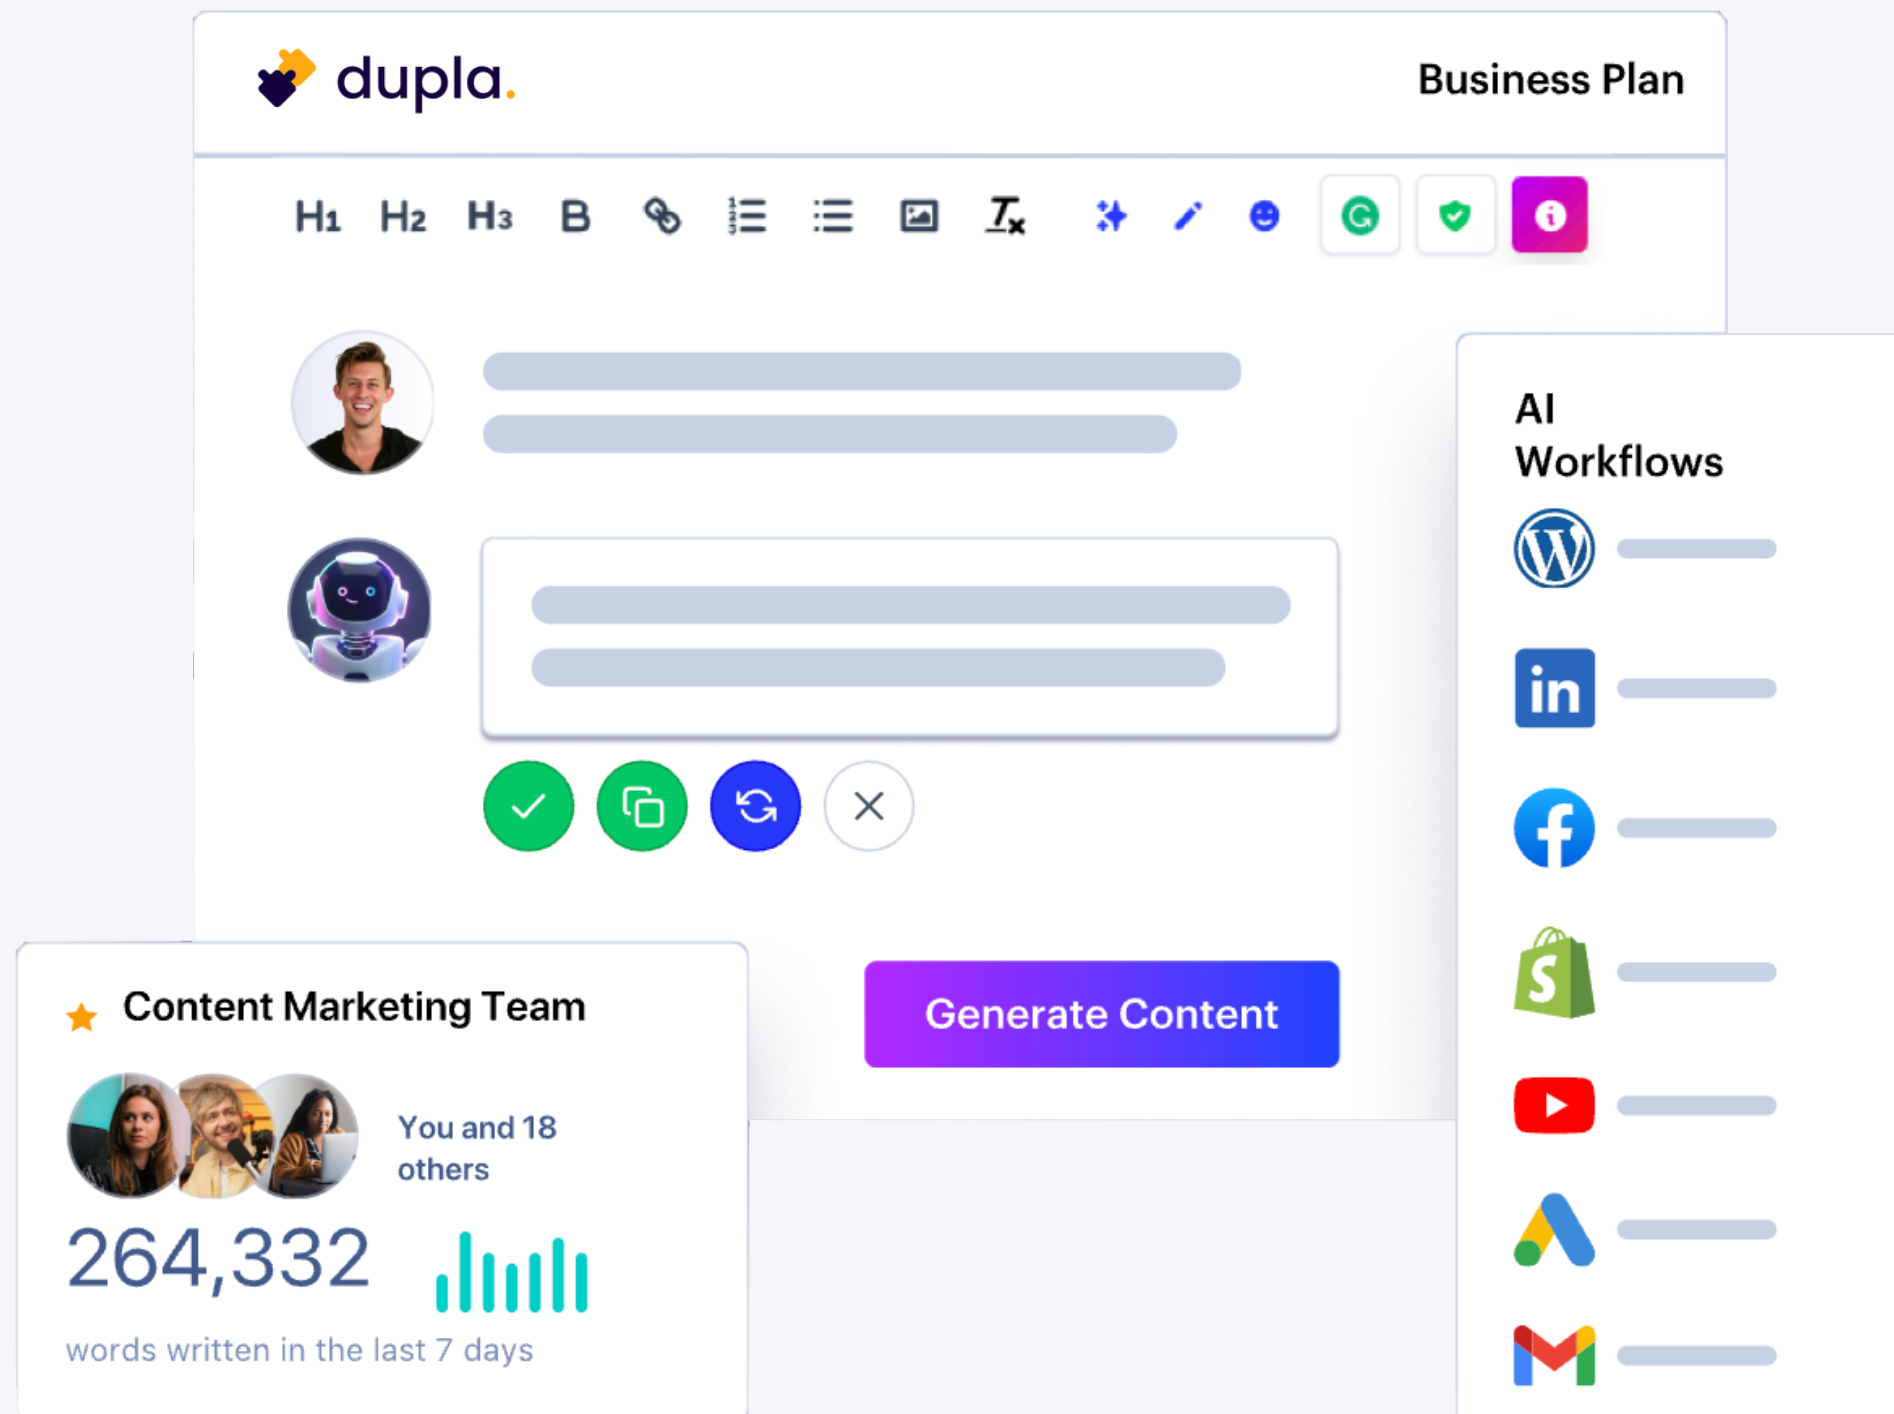 dupla.
Business Plan
H1 H2 H3 B
AI
Workflows
Generate Content
Content Marketing Team
You and 18
others
264,332
words written in the last 7 days